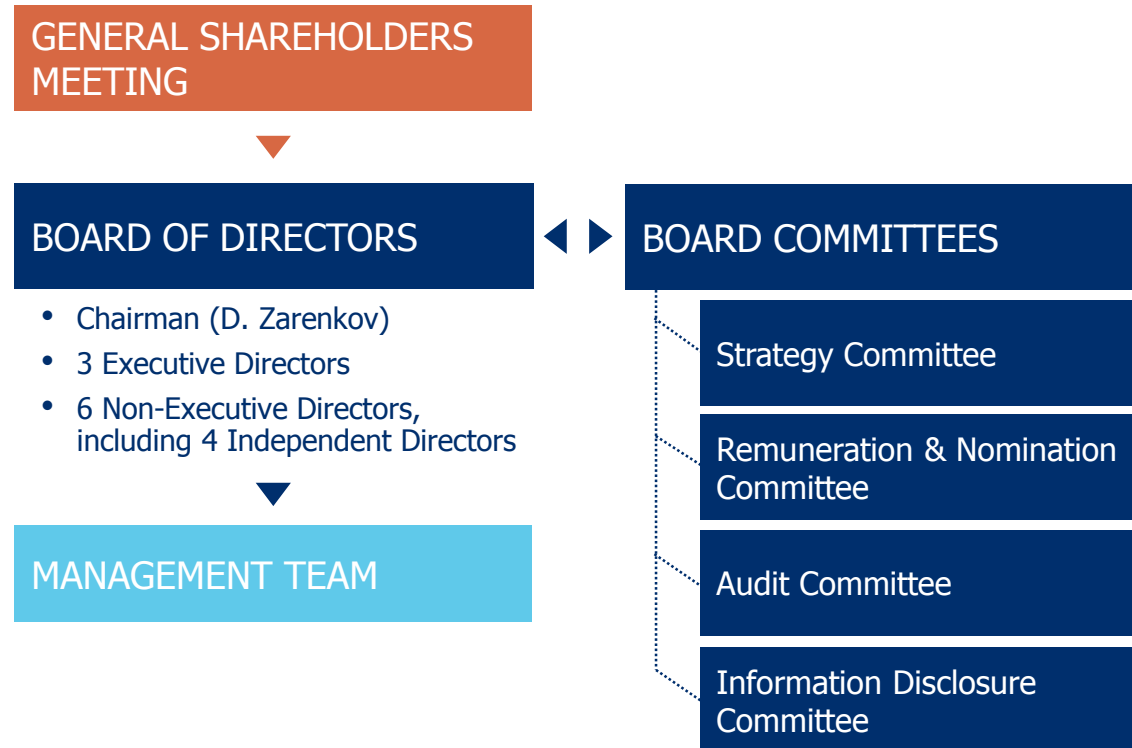 GENERAL SHAREHOLDERS
MEETING
BOARD OF DIRECTORS
• Chairman (D. Zarenkov)
• 3 Executive Directors
• 6 Non-Executive Directors,
including 4 Independent Directors
MANAGEMENT TEAM
BOARD COMMITTEES
Strategy Committee
Remuneration & Nomination
Committee
Audit Committee
Information Disclosure
Committee